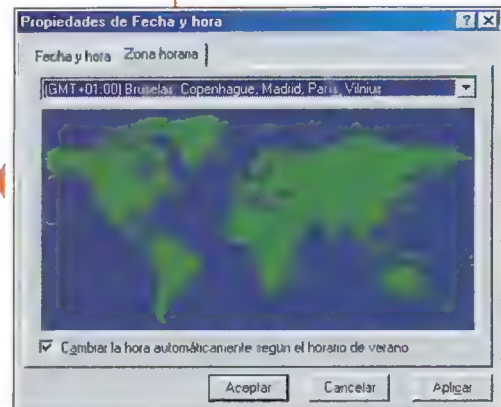 Propiedades de Fecha y hora
Fecha y hora Zona horaria
(GMT+01:00) Bruselas, Copenhague, Madrid, París, Vilnius
Cambiar la hora automáticamente según el horario de verano
Aceptar Cancelar Aplicar